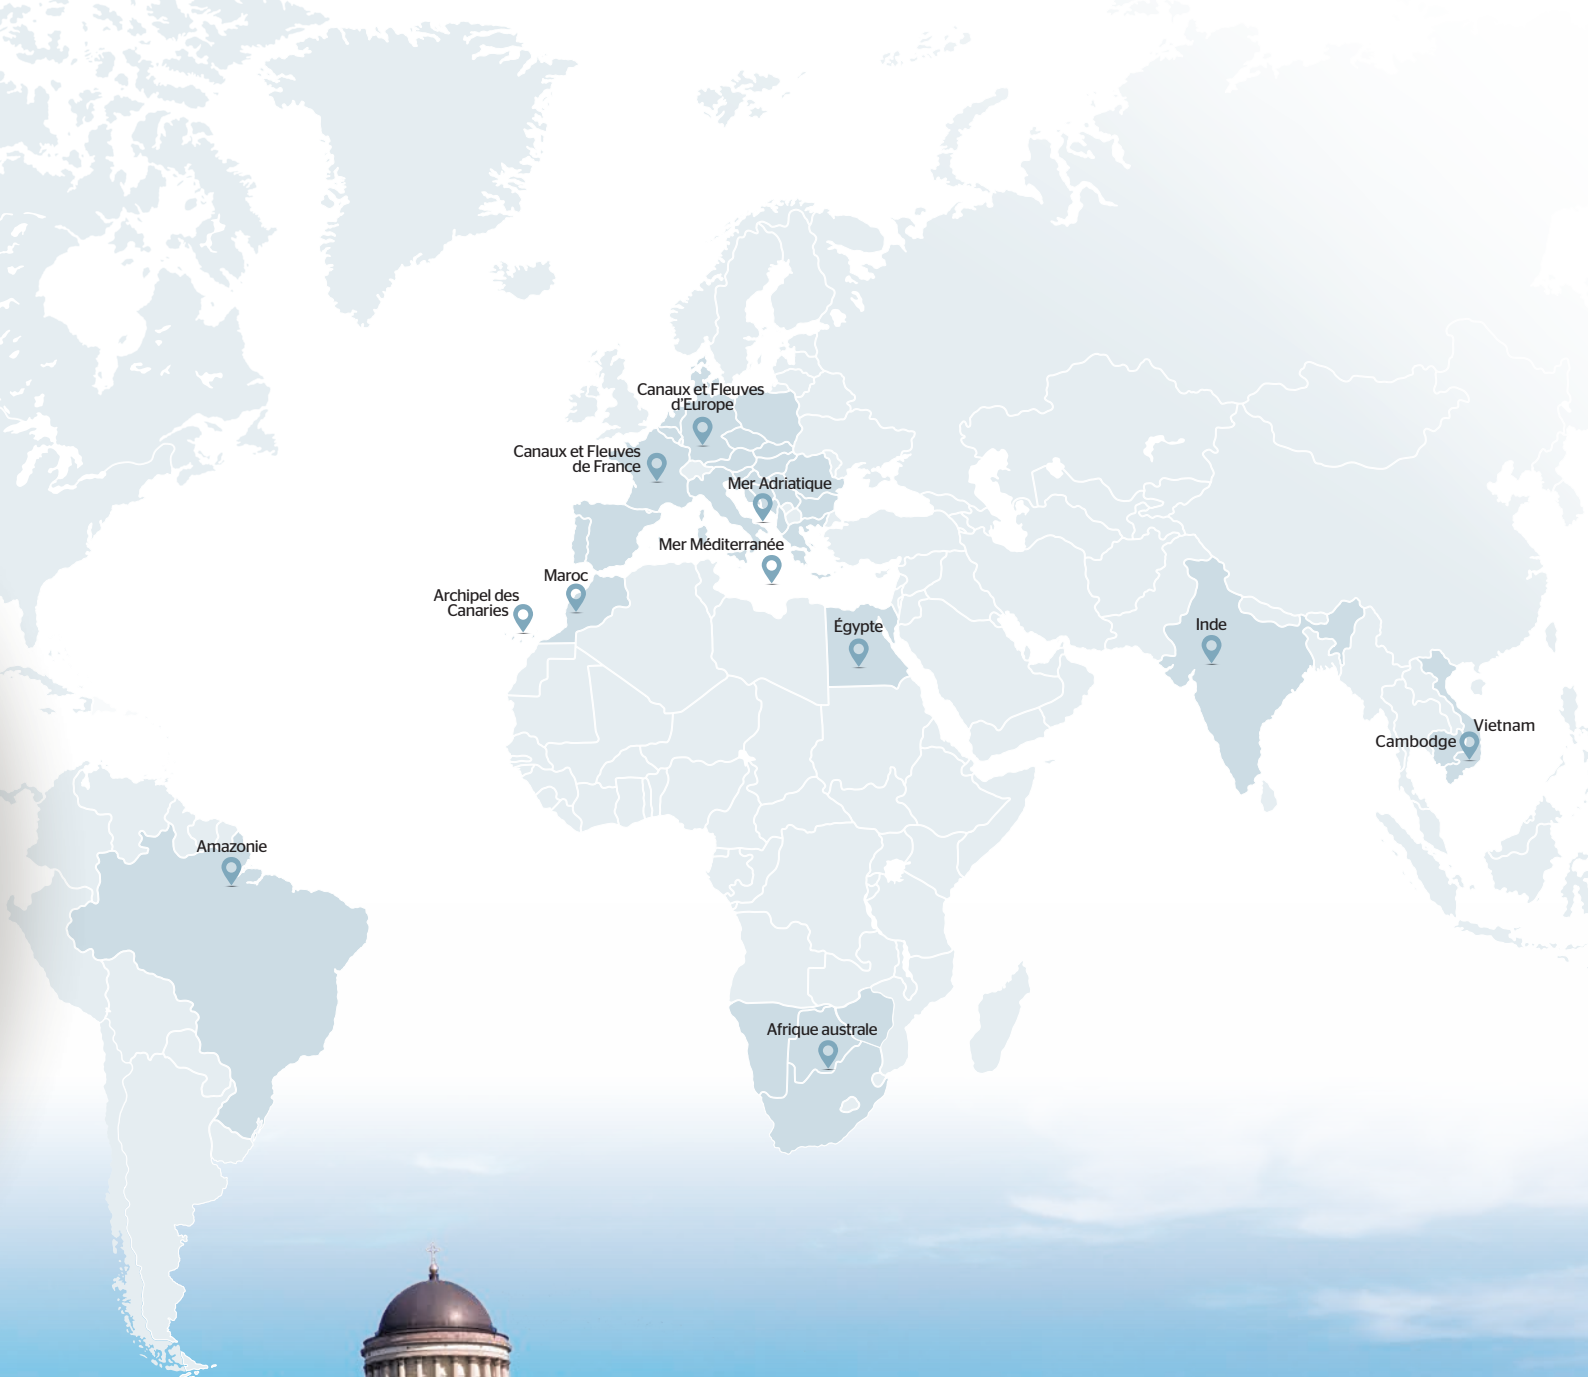 Canaux et Fleuves
d'Europe
Canaux et Fleuves
de France
Mer Adriatique
Mer Méditerranée
Maroc
Archipel des
Canaries
Égypte
Inde
Vietnam
Cambodge
Amazonie
Afrique australe